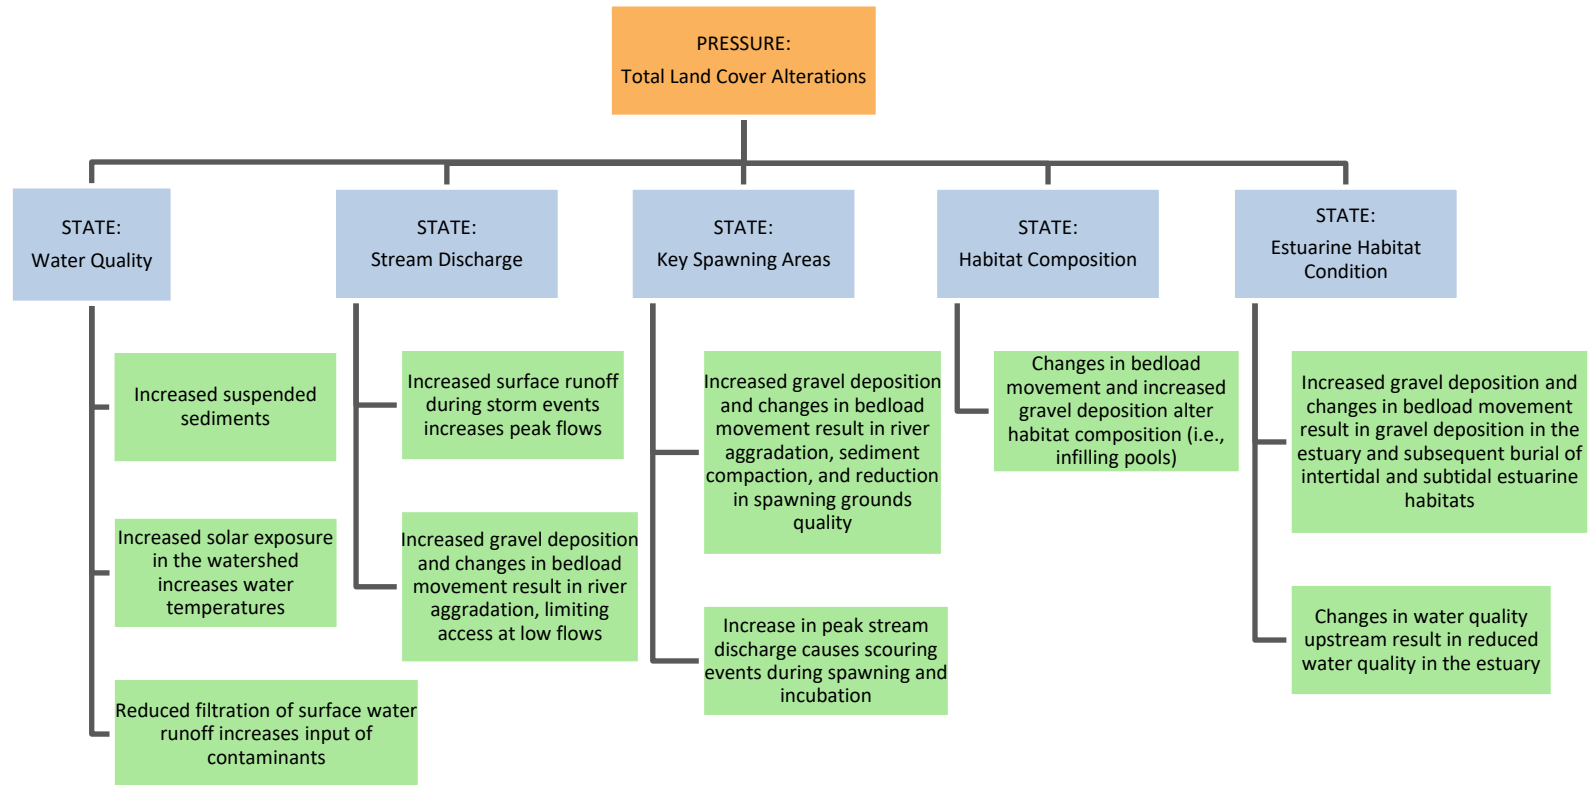 PRESSURE:
Total Land Cover Alterations
STATE:
Water Quality
STATE:
Stream Discharge
STATE:
Key Spawning Areas
STATE:
Habitat Composition
STATE:
Estuarine Habitat
Condition
Increased suspended
sediments
Increased solar exposure
in the watershed
increases water
temperatures
Reduced filtration of surface water
runoff increases input of
contaminants
Increased surface runoff
during storm events
increases peak flows
Increased gravel deposition
and changes in bedload
movement result in river
aggradation, limiting
access at low flows
Increased gravel deposition
and changes in bedload
movement result in river
aggradation, sediment
compaction, and reduction
in spawning grounds
quality
Increase in peak stream
discharge causes scouring
events during spawning and
incubation
Changes in bedload
movement and increased
gravel deposition alter
habitat composition (i.e.,
infilling pools)
Increased gravel deposition and
changes in bedload movement
result in gravel deposition in the
estuary and subsequent burial of
intertidal and subtidal estuarine
habitats
Changes in water quality
upstream result in reduced
water quality in the estuary